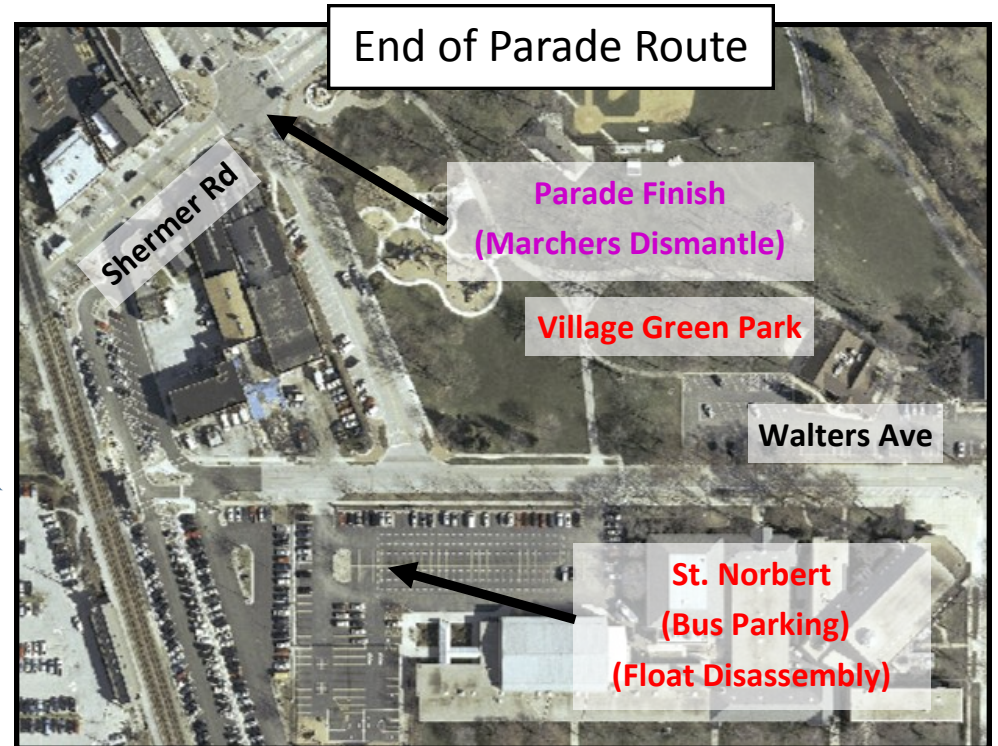 End of Parade Route
Shermer Rd
Parade Finish
(Marchers Dismantle)
Village Green Park
Walters Ave
St. Norbert
(Bus Parking)
(Float Disassembly)